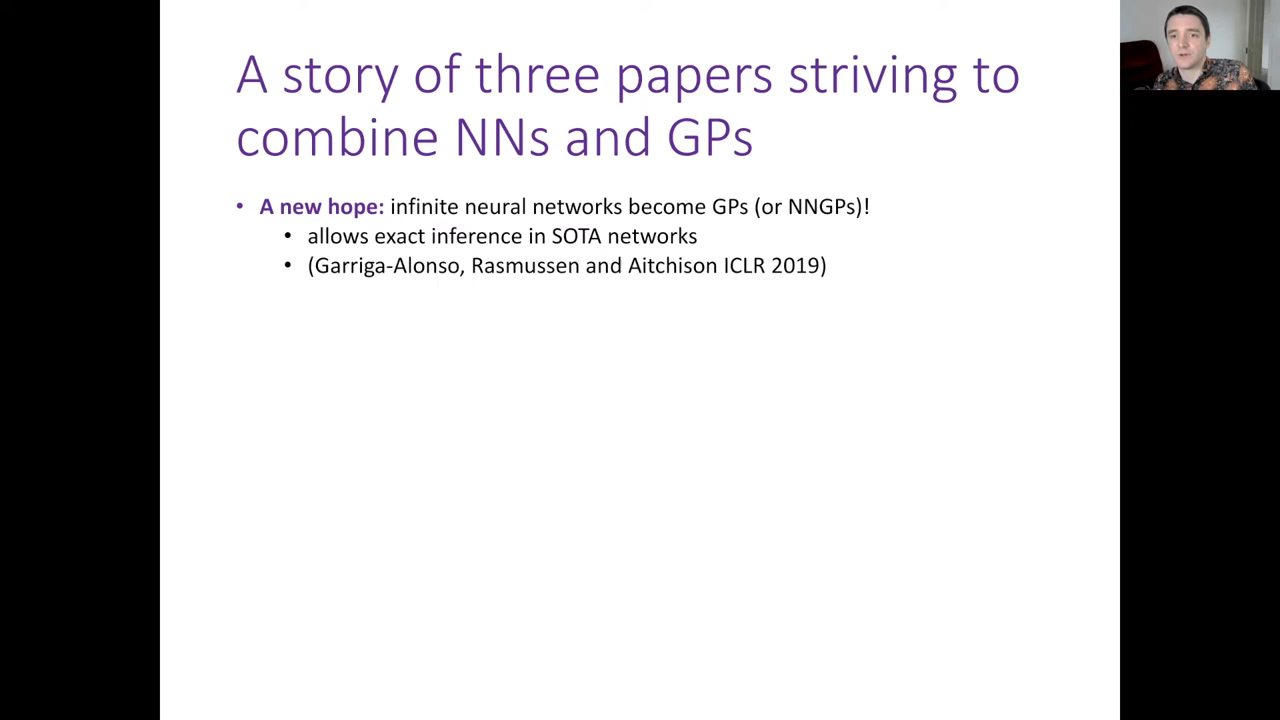 A story of three papers striving to
combine NNs and GPs
• A new hope: infinite neural networks become GPs (or NNGPs)!
• allows exact inference in SOTA networks
• (Garriga-Alonso, Rasmussen and Aitchison ICLR 2019)